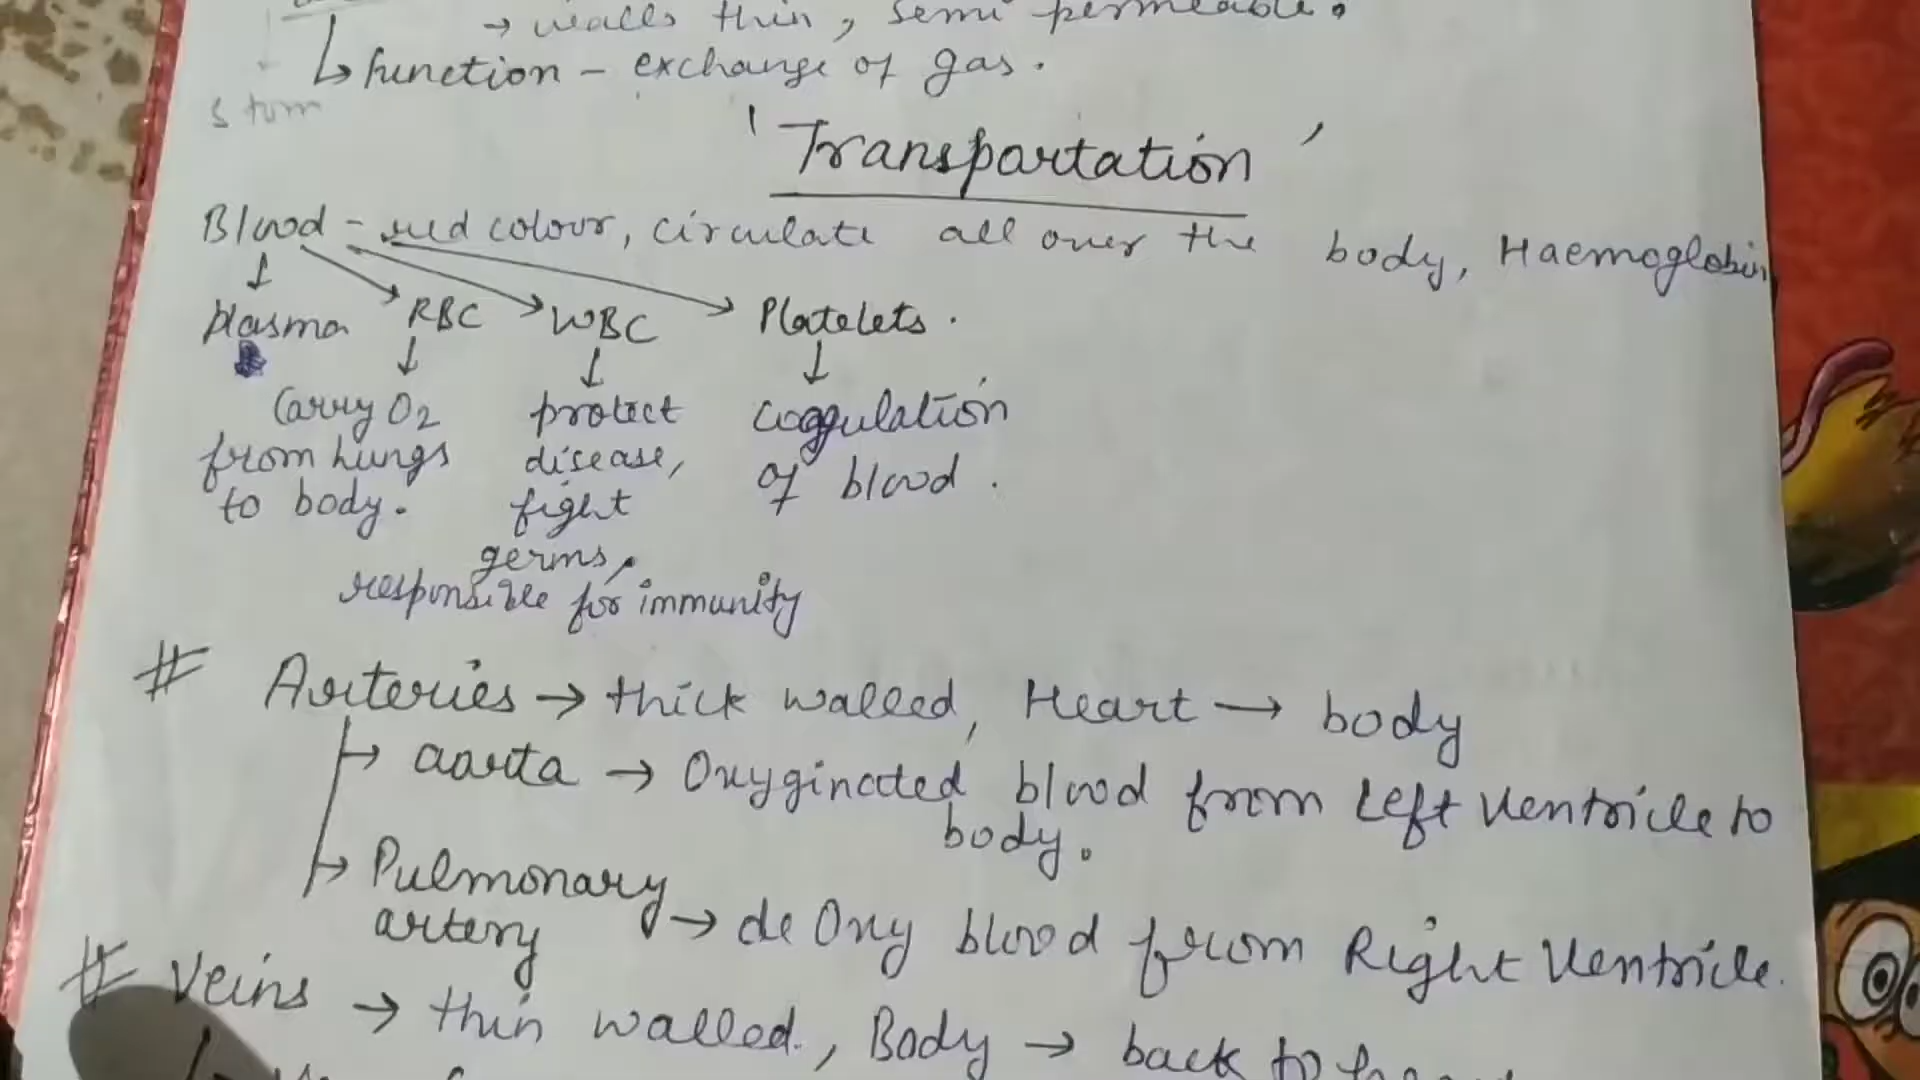 → walls thin, semi permeable.
↳ function - exchange of gas.
'Transpartation'
Blood - red colour, circulate all over the body, Haemoglobin
↓
plasma → RBC → WBC → Platelets.
↓ ↓ ↓
Carry O2 protect coagulation
from lungs disease, of blood.
to body. fight
germs,
responsible for immunity
# Arteries → thick walled, Heart → body
↳ aarta → Oxyginated blood from Left Ventricle to
body.
↳ Pulmonary
artery → de Oxy blood from Right Ventricle.
# Veins → thin walled, Body → back to